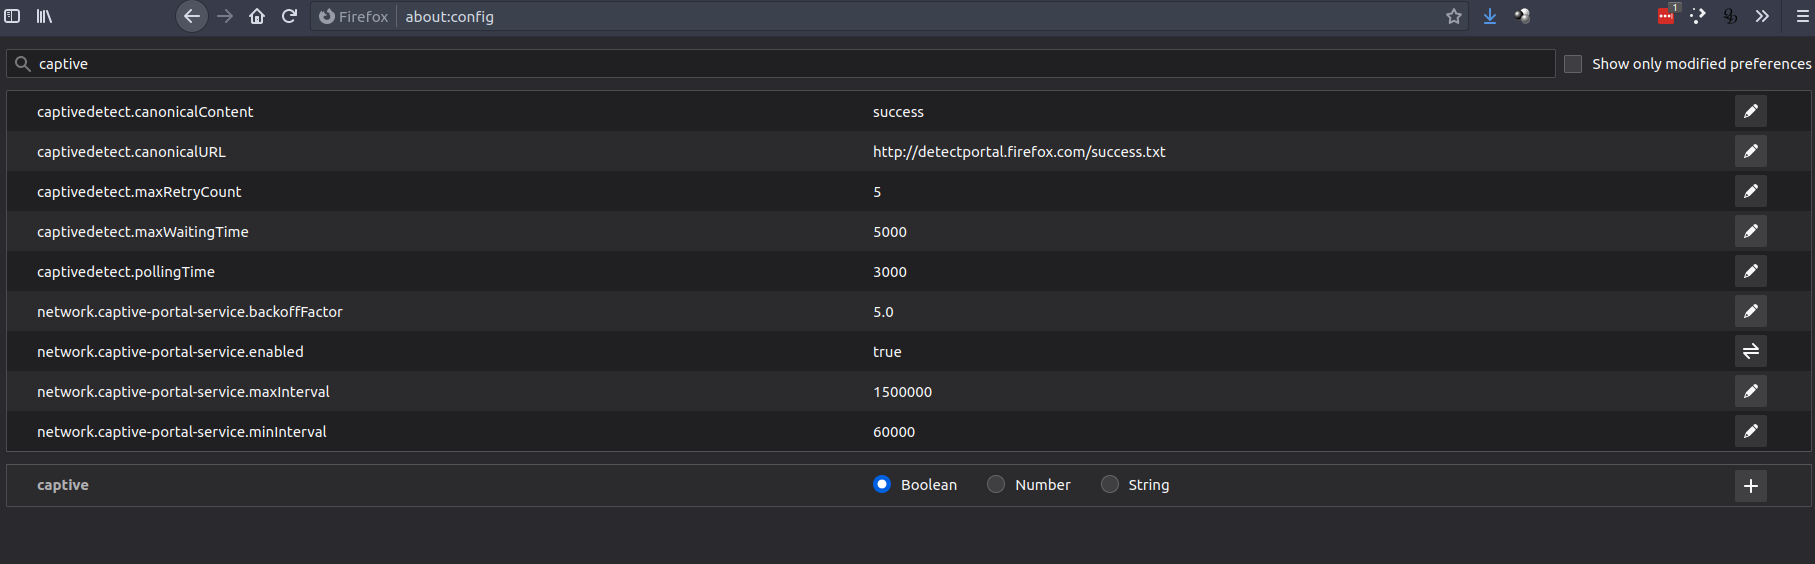 Firefox about:config
1
captive
Show only modified preferences
captivedetect.canonicalContent success
captivedetect.canonicalURL http://detectportal.firefox.com/success.txt
captivedetect.maxRetryCount 5
captivedetect.maxWaitingTime 5000
captivedetect.pollingTime 3000
network.captive-portal-service.backoffFactor 5.0
network.captive-portal-service.enabled true
network.captive-portal-service.maxInterval 1500000
network.captive-portal-service.minInterval 60000
captive Boolean Number String